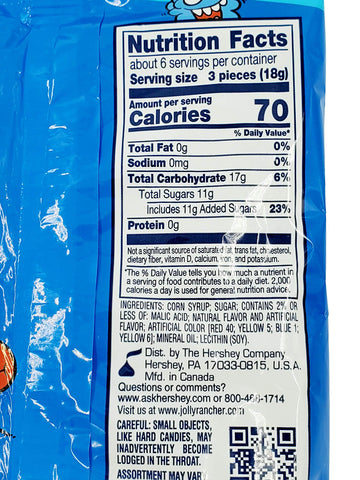 Nutrition Facts
about 6 servings per container
Serving size 3 pieces (18g)
Amount per serving
Calories 70
% Daily Value*
Total Fat 0g 0%
Sodium 0mg 0%
Total Carbohydrate 17g 6%
Total Sugars 11g
Includes 11g Added Sugars 23%
Protein 0g
Not a significant source of saturated fat, trans fat, cholesterol,
dietary fiber, vitamin D, calcium, iron, and potassium.
*The % Daily Value tells you how much a nutrient in
a serving of food contributes to a daily diet. 2,000
calories a day is used for general nutrition advice.
INGREDIENTS: CORN SYRUP; SUGAR; CONTAINS 2% OR
LESS OF: MALIC ACID; NATURAL FLAVOR AND ARTIFICIAL
FLAVOR; ARTIFICIAL COLOR [RED 40; YELLOW 5; BLUE 1;
YELLOW 6]; MINERAL OIL; LECITHIN (SOY).
Dist. by The Hershey Company
Hershey, PA 17033-0815, U.S.A.
Mfd. in Canada
Questions or comments?
www.askhershey.com or 800-468-1714
Visit us at www.jollyrancher.com
CAREFUL: SMALL OBJECTS,
LIKE HARD CANDIES, MAY
INADVERTENTLY BECOME
LODGED IN THE THROAT.
ASSORTMENT MAY VARY